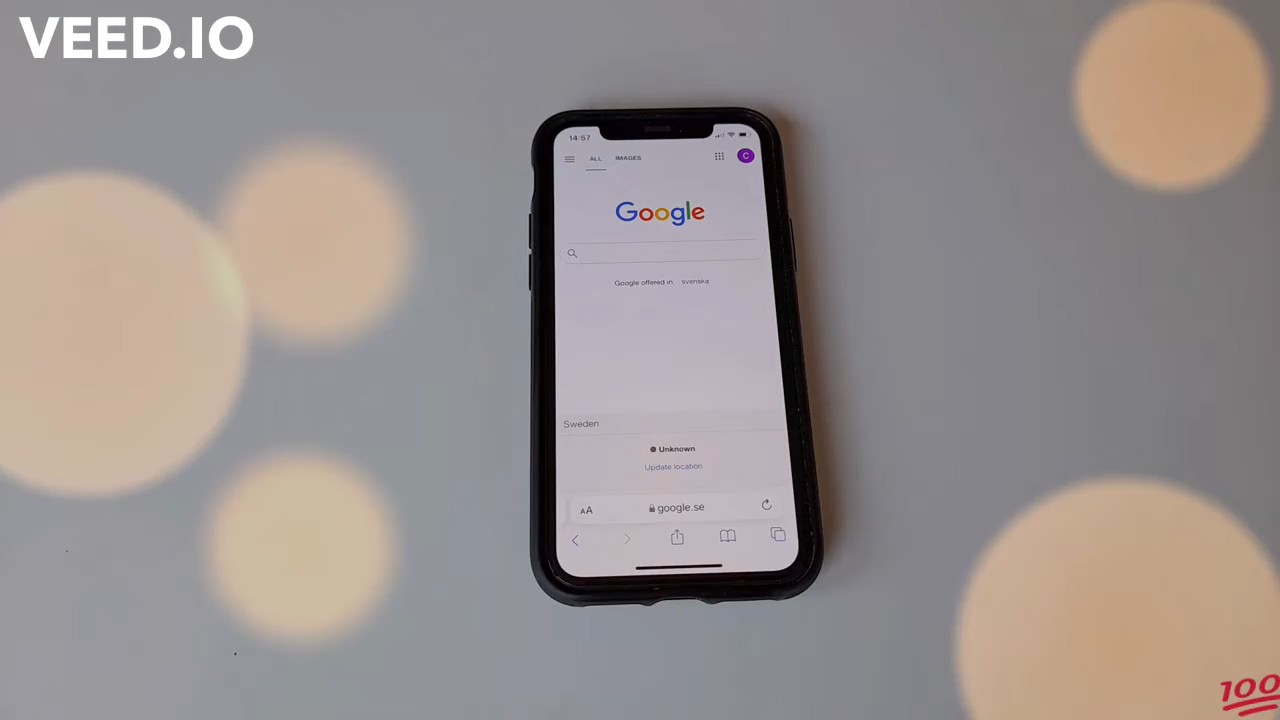 VEED.IO
14:57
ALL IMAGES
C
Google
Google offered in: svenska
Sweden
Unknown
Update location
AA google.se
100